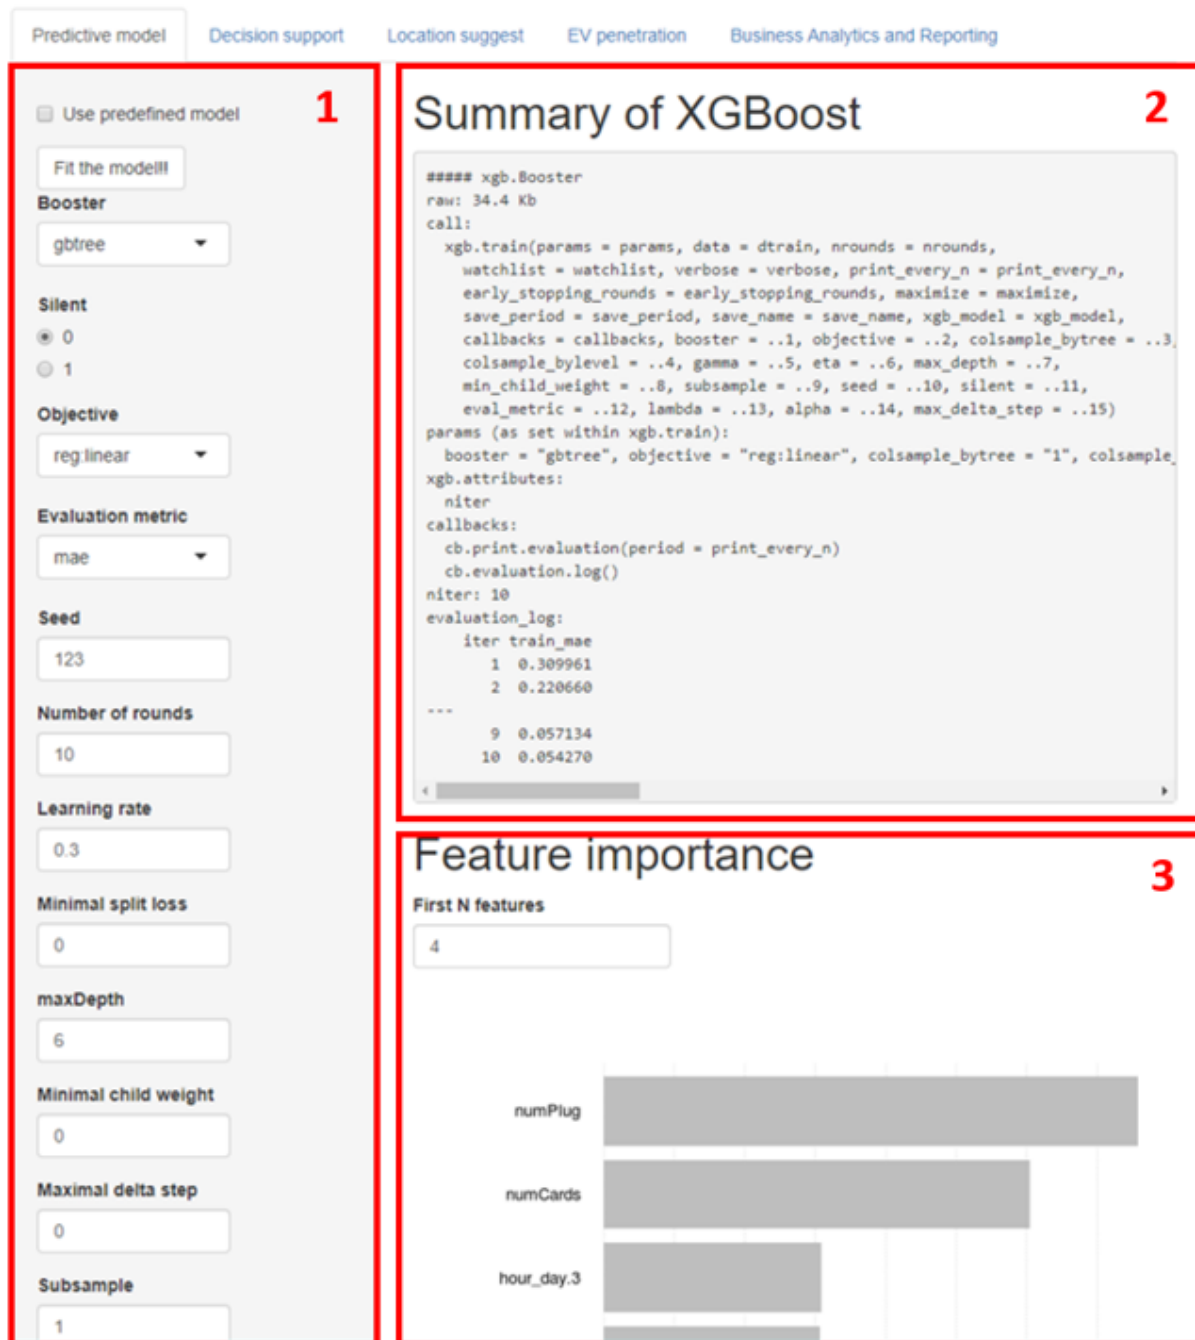 Predictive model Decision support Location suggest EV penetration Business Analytics and Reporting
1
Use predefined model
Fit the model!!!
Booster
gbtree
Silent
0
1
Objective
reg:linear
Evaluation metric
mae
Seed
123
Number of rounds
10
Learning rate
0.3
Minimal split loss
0
maxDepth
6
Minimal child weight
0
Maximal delta step
0
Subsample
1
Summary of XGBoost
2
##### xgb.Booster
raw: 34.4 Kb
call:
xgb.train(params = params, data = dtrain, nrounds = nrounds,
watchlist = watchlist, verbose = verbose, print_every_n = print_every_n,
early_stopping_rounds = early_stopping_rounds, maximize = maximize,
save_period = save_period, save_name = save_name, xgb_model = xgb_model,
callbacks = callbacks, booster = ..1, objective = ..2, colsample_bytree = ..3,
colsample_bylevel = ..4, gamma = ..5, eta = ..6, max_depth = ..7,
min_child_weight = ..8, subsample = ..9, seed = ..10, silent = ..11,
eval_metric = ..12, lambda = ..13, alpha = ..14, max_delta_step = ..15)
params (as set within xgb.train):
booster = "gbtree", objective = "reg:linear", colsample_bytree = "1", colsample_
xgb.attributes:
niter
callbacks:
cb.print.evaluation(period = print_every_n)
cb.evaluation.log()
niter: 10
evaluation_log:
iter train_mae
1 0.309961
2 0.220660
---
9 0.057134
10 0.054270
Feature importance
3
First N features
4
numPlug
numCards
hour_day.3